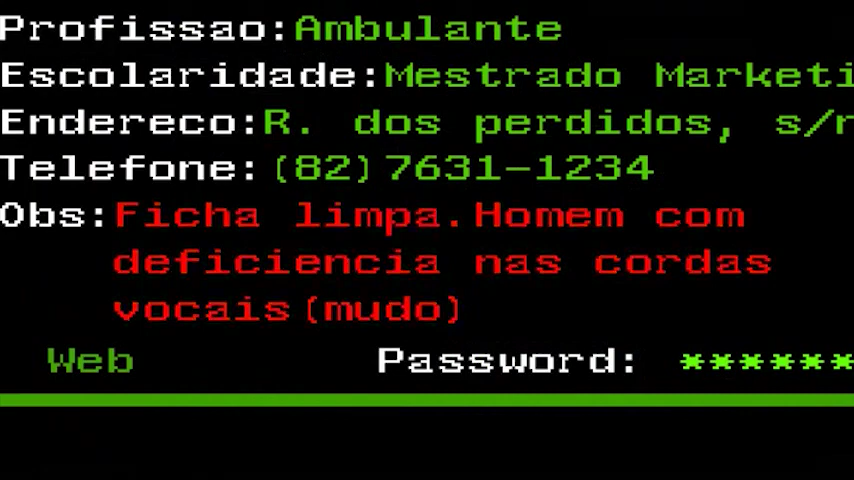 Profissao:Ambulante
Escolaridade:Mestrado Marketi
Endereco:R. dos perdidos, s/n
Telefone:(82)7631-1234
Obs:Ficha limpa.Homem com
deficiencia nas cordas
vocais(mudo)
Web Password: *******